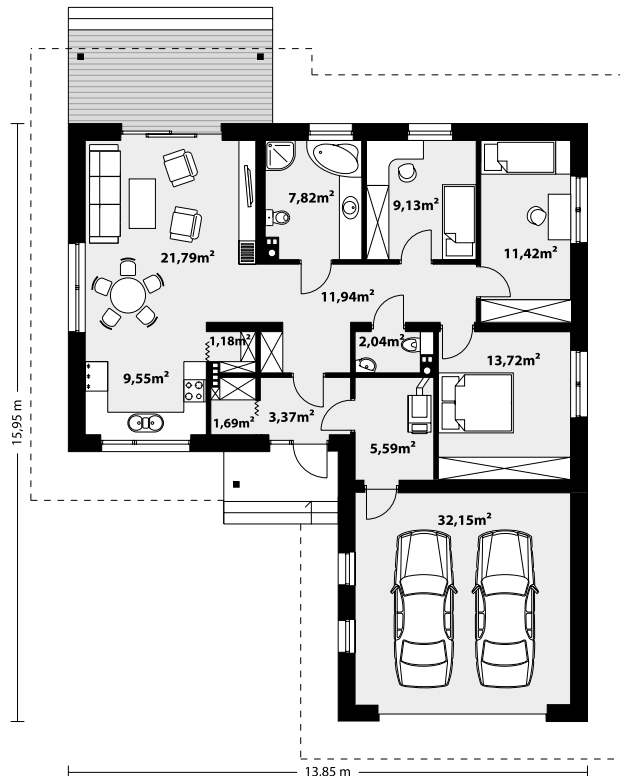 7,82m²
9,13m²
21,79m²
11,42m²
11,94m²
1,18m²
2,04m²
13,72m²
9,55m²
1,69m²
3,37m²
5,59m²
15,95 m
32,15m²
13,85 m